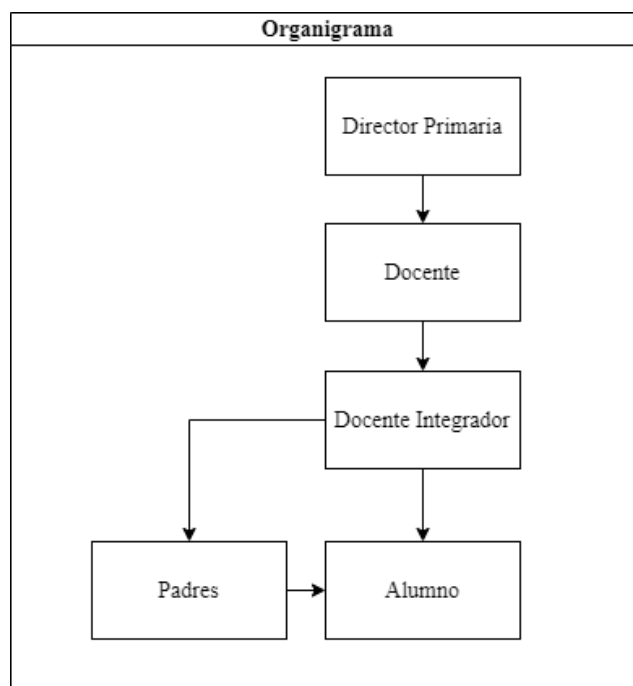 Organigrama
Director Primaria
Docente
Docente Integrador
Padres
Alumno